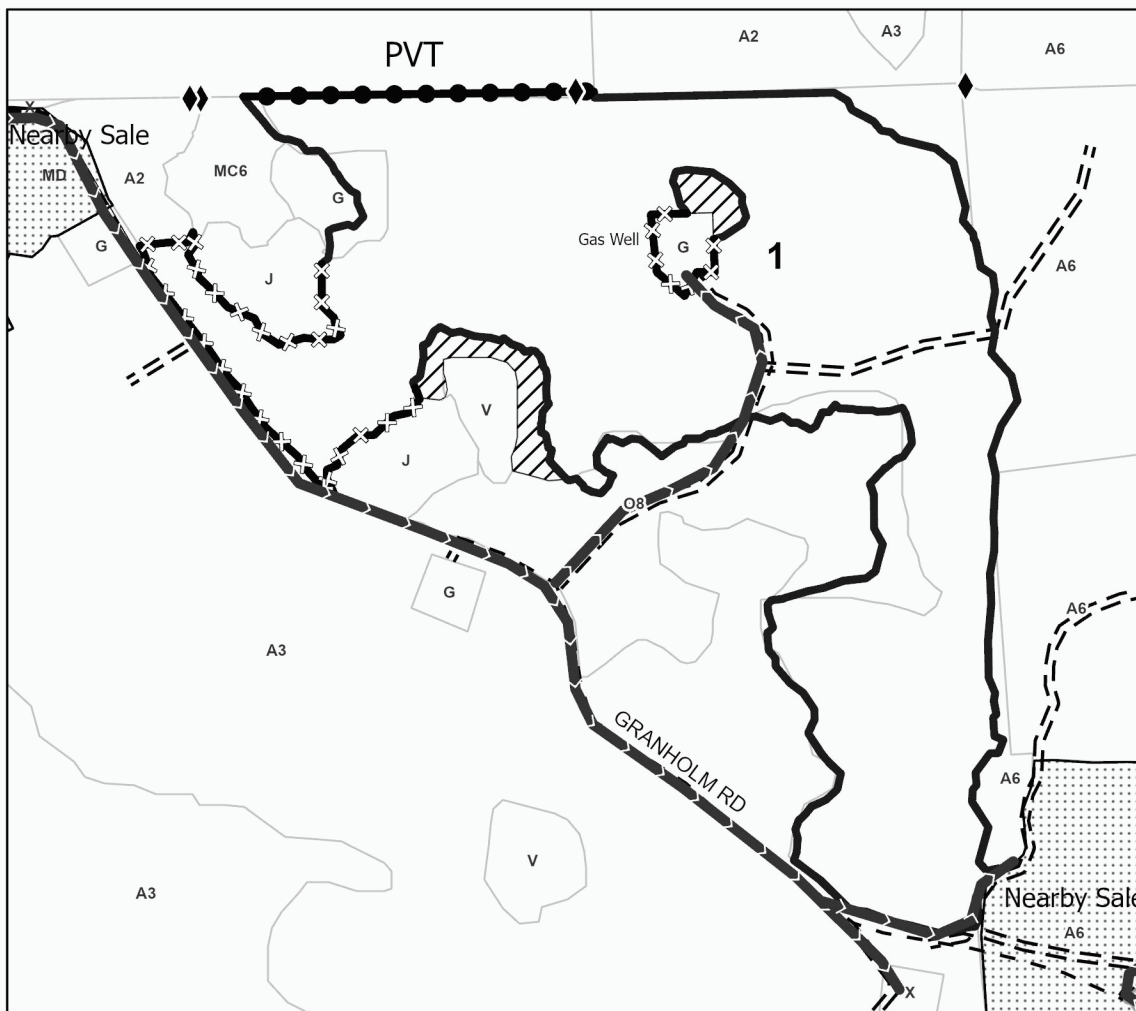 A2
A3
A6
PVT
X
Nearby Sale
MD
A2
MC6
G
G
J
Gas Well
G
1
A6
V
J
O8
G
A3
A6
GRANHOLM RD
A6
V
A3
Nearby Sale
A6
X